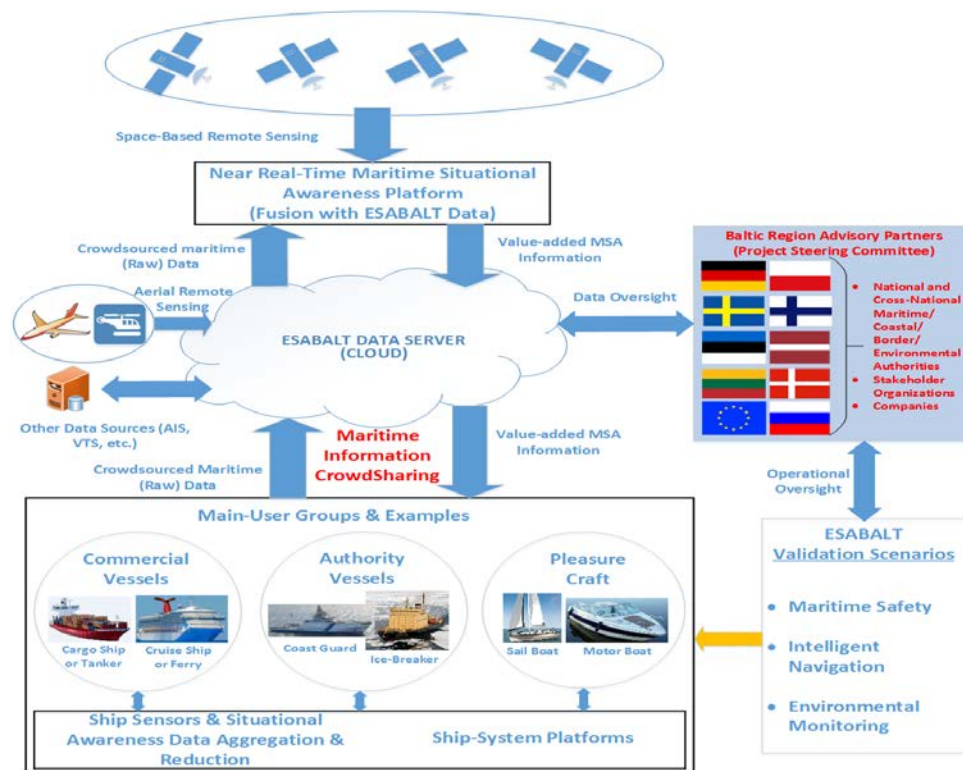 Space-Based Remote Sensing
Near Real-Time Maritime Situational
Awareness Platform
(Fusion with ESABALT Data)
Crowdsourced maritime
(Raw) Data
Value-added MSA
Information
Aerial Remote
Sensing
ESABALT DATA SERVER
(CLOUD)
Data Oversight
Baltic Region Advisory Partners
(Project Steering Committee)
• National and
Cross-National
Maritime/
Coastal/
Border/
Environmental
Authorities
• Stakeholder
Organizations
• Companies
Other Data Sources (AIS,
VTS, etc.)
Crowdsourced Maritime
(Raw) Data
Maritime
Information
CrowdSharing
Value-added MSA
Information
Operational
Oversight
Main-User Groups & Examples
Commercial
Vessels
Cargo Ship
or Tanker
Cruise Ship
or Ferry
Authority
Vessels
Coast Guard
Ice-Breaker
Pleasure
Craft
Sail Boat
Motor Boat
ESABALT
Validation Scenarios
• Maritime Safety
• Intelligent
Navigation
• Environmental
Monitoring
Ship Sensors & Situational
Awareness Data Aggregation &
Reduction
Ship-System Platforms